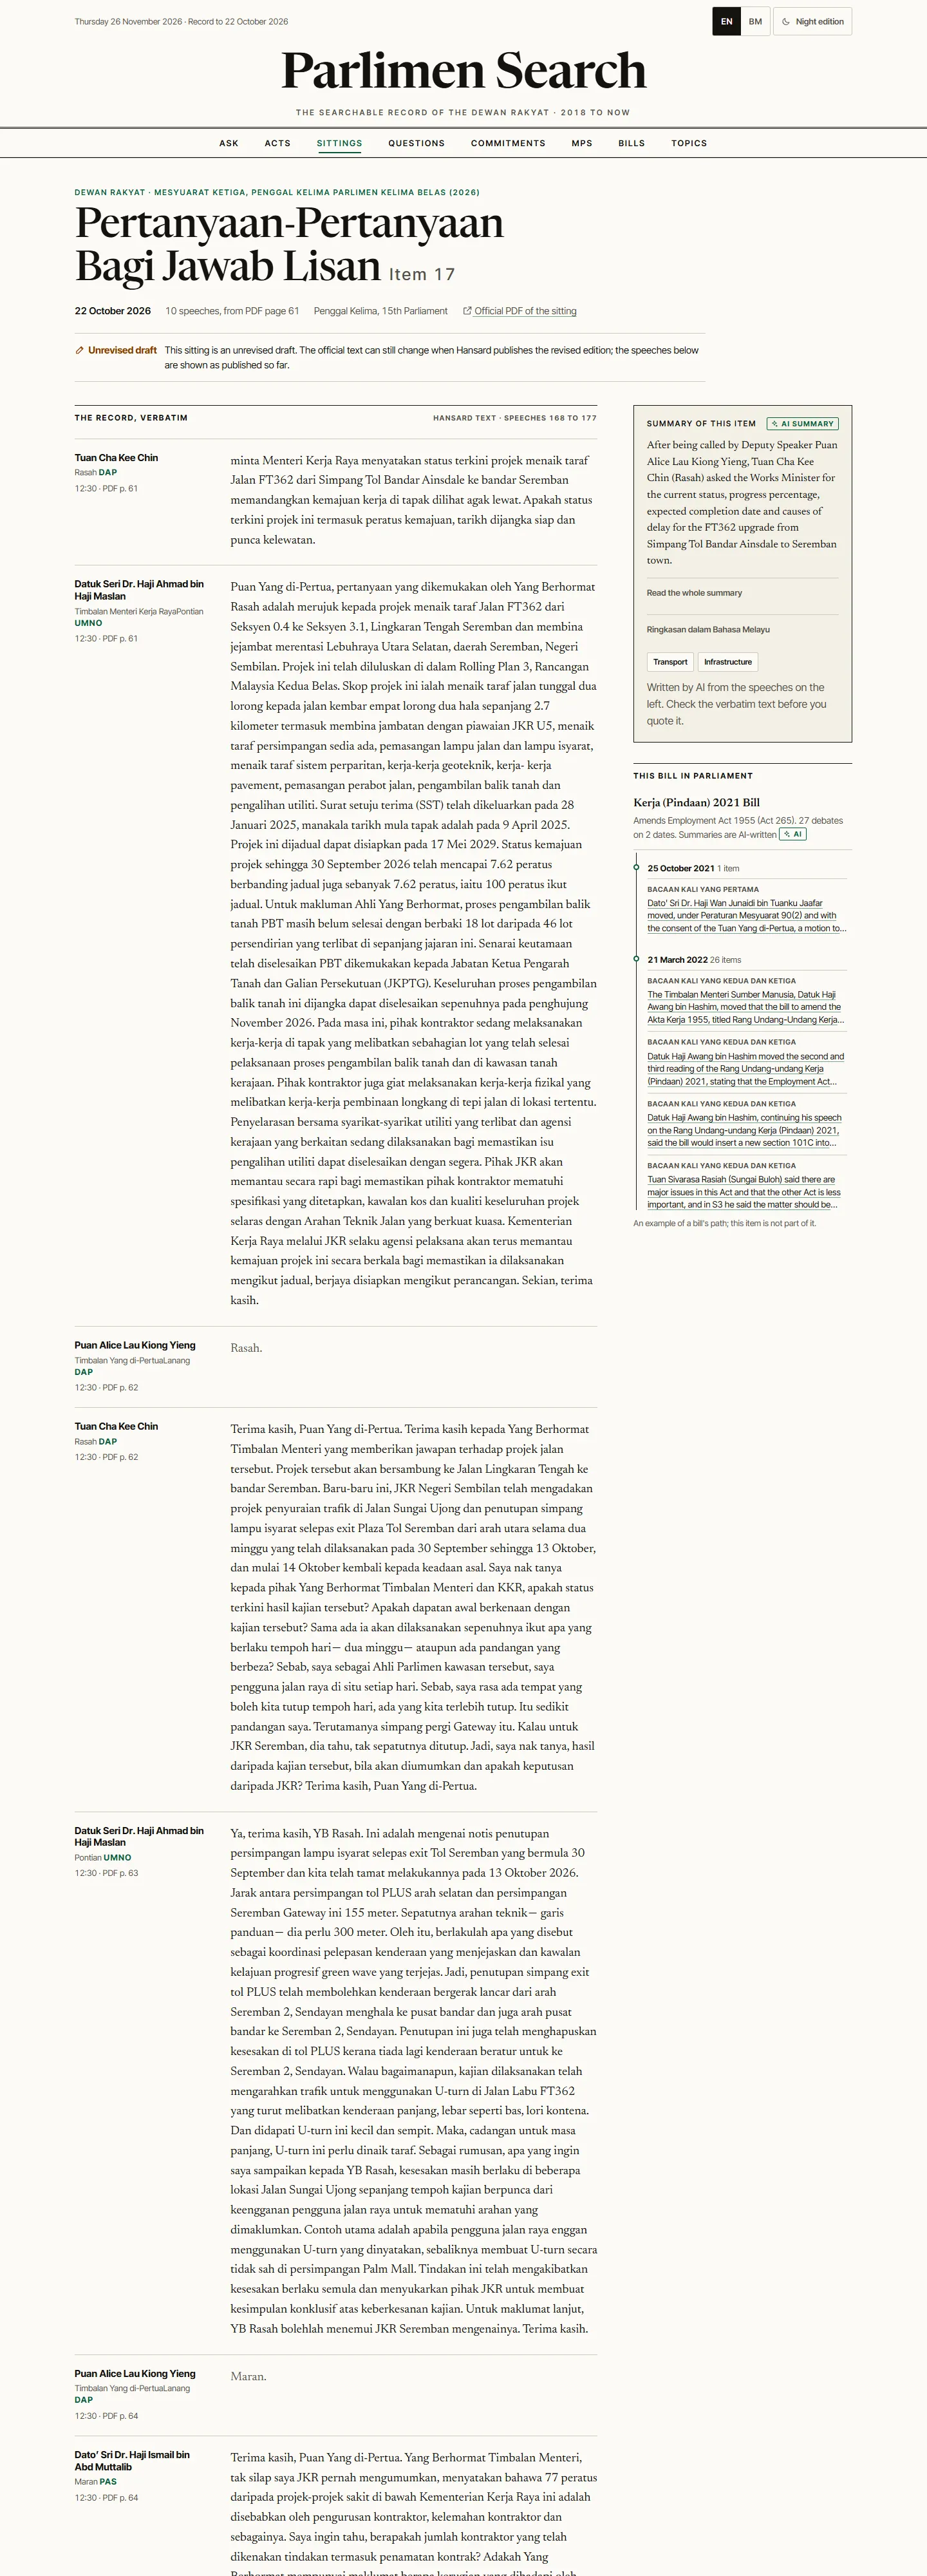 Thursday 26 November 2026 · Record to 22 October 2026
EN
BM
Night edition
Parlimen Search
THE SEARCHABLE RECORD OF THE DEWAN RAKYAT · 2018 TO NOW
ASK
ACTS
SITTINGS
QUESTIONS
COMMITMENTS
MPS
BILLS
TOPICS
DEWAN RAKYAT · MESYUARAT KETIGA, PENGGAL KELIMA PARLIMEN KELIMA BELAS (2026)
Pertanyaan-Pertanyaan
Bagi Jawab Lisan Item 17
22 October 2026 10 speeches, from PDF page 61 Penggal Kelima, 15th Parliament Official PDF of the sitting
Unrevised draft This sitting is an unrevised draft. The official text can still change when Hansard publishes the revised edition; the speeches below
are shown as published so far.
THE RECORD, VERBATIM
HANSARD TEXT · SPEECHES 168 TO 177
Tuan Cha Kee Chin
Rasah DAP
12:30 · PDF p. 61
minta Menteri Kerja Raya menyatakan status terkini projek menaik taraf
Jalan FT362 dari Simpang Tol Bandar Ainsdale ke bandar Seremban
memandangkan kemajuan kerja di tapak dilihat agak lewat. Apakah status
terkini projek ini termasuk peratus kemajuan, tarikh dijangka siap dan
punca kelewatan.
Datuk Seri Dr. Haji Ahmad bin
Haji Maslan
Timbalan Menteri Kerja RayaPontian
UMNO
12:30 · PDF p. 61
Puan Yang di-Pertua, pertanyaan yang dikemukakan oleh Yang Berhormat
Rasah adalah merujuk kepada projek menaik taraf Jalan FT362 dari
Seksyen 0.4 ke Seksyen 3.1, Lingkaran Tengah Seremban dan membina
jejambat merentasi Lebuhraya Utara Selatan, daerah Seremban, Negeri
Sembilan. Projek ini telah diluluskan di dalam Rolling Plan 3, Rancangan
Malaysia Kedua Belas. Skop projek ini ialah menaik taraf jalan tunggal dua
lorong kepada jalan kembar empat lorong dua hala sepanjang 2.7
kilometer termasuk membina jambatan dengan piawaian JKR U5, menaik
taraf persimpangan sedia ada, pemasangan lampu jalan dan lampu isyarat,
menaik taraf sistem perparitan, kerja-kerja geoteknik, kerja- kerja
pavement, pemasangan perabot jalan, pengambilan balik tanah dan
pengalihan utiliti. Surat setuju terima (SST) telah dikeluarkan pada 28
Januari 2025, manakala tarikh mula tapak adalah pada 9 April 2025.
Projek ini dijadual dapat disiapkan pada 17 Mei 2029. Status kemajuan
projek sehingga 30 September 2026 telah mencapai 7.62 peratus
berbanding jadual juga sebanyak 7.62 peratus, iaitu 100 peratus ikut
jadual. Untuk makluman Ahli Yang Berhormat, proses pengambilan balik
tanah PBT masih belum selesai dengan berbaki 18 lot daripada 46 lot
persendirian yang terlibat di sepanjang jajaran ini. Senarai keutamaan
telah diselesaikan PBT dikemukakan kepada Jabatan Ketua Pengarah
Tanah dan Galian Persekutuan (JKPTG). Keseluruhan proses pengambilan
balik tanah ini dijangka dapat diselesaikan sepenuhnya pada penghujung
November 2026. Pada masa ini, pihak kontraktor sedang melaksanakan
kerja-kerja di tapak yang melibatkan sebahagian lot yang telah selesai
pelaksanaan proses pengambilan balik tanah dan di kawasan tanah
kerajaan. Pihak kontraktor juga giat melaksanakan kerja-kerja fizikal yang
melibatkan kerja-kerja pembinaan longkang di tepi jalan di lokasi tertentu.
Penyelarasan bersama syarikat-syarikat utiliti yang terlibat dan agensi
kerajaan yang berkaitan sedang dilaksanakan bagi memastikan isu
pengalihan utiliti dapat diselesaikan dengan segera. Pihak JKR akan
memantau secara rapi bagi memastikan pihak kontraktor mematuhi
spesifikasi yang ditetapkan, kawalan kos dan kualiti keseluruhan projek
selaras dengan Arahan Teknik Jalan yang berkuat kuasa. Kementerian
Kerja Raya melalui JKR selaku agensi pelaksana akan terus memantau
kemajuan projek ini secara berkala bagi memastikan ia dilaksanakan
mengikut jadual, berjaya disiapkan mengikut perancangan. Sekian, terima
kasih.
Puan Alice Lau Kiong Yieng
Timbalan Yang di-PertuaLanang
DAP
12:30 · PDF p. 62
Rasah.
Tuan Cha Kee Chin
Rasah DAP
12:30 · PDF p. 62
Terima kasih, Puan Yang di-Pertua. Terima kasih kepada Yang Berhormat
Timbalan Menteri yang memberikan jawapan terhadap projek jalan
tersebut. Projek tersebut akan bersambung ke Jalan Lingkaran Tengah ke
bandar Seremban. Baru-baru ini, JKR Negeri Sembilan telah mengadakan
projek penyuraian trafik di Jalan Sungai Ujong dan penutupan simpang
lampu isyarat selepas exit Plaza Tol Seremban dari arah utara selama dua
minggu yang telah dilaksanakan pada 30 September sehingga 13 Oktober,
dan mulai 14 Oktober kembali kepada keadaan asal. Saya nak tanya
kepada pihak Yang Berhormat Timbalan Menteri dan KKR, apakah status
terkini hasil kajian tersebut? Apakah dapatan awal berkenaan dengan
kajian tersebut? Sama ada ia akan dilaksanakan sepenuhnya ikut apa yang
berlaku tempoh hari— dua minggu— ataupun ada pandangan yang
berbeza? Sebab, saya sebagai Ahli Parlimen kawasan tersebut, saya
pengguna jalan raya di situ setiap hari. Sebab, saya rasa ada tempat yang
boleh kita tutup tempoh hari, ada yang kita terlebih tutup. Itu sedikit
pandangan saya. Terutamanya simpang pergi Gateway itu. Kalau untuk
JKR Seremban, dia tahu, tak sepatutnya ditutup. Jadi, saya nak tanya, hasil
daripada kajian tersebut, bila akan diumumkan dan apakah keputusan
daripada JKR? Terima kasih, Puan Yang di-Pertua.
Datuk Seri Dr. Haji Ahmad bin
Haji Maslan
Pontian UMNO
12:30 · PDF p. 63
Ya, terima kasih, YB Rasah. Ini adalah mengenai notis penutupan
persimpangan lampu isyarat selepas exit Tol Seremban yang bermula 30
September dan kita telah tamat melakukannya pada 13 Oktober 2026.
Jarak antara persimpangan tol PLUS arah selatan dan persimpangan
Seremban Gateway ini 155 meter. Sepatutnya arahan teknik— garis
panduan— dia perlu 300 meter. Oleh itu, berlakulah apa yang disebut
sebagai koordinasi pelepasan kenderaan yang menjejaskan dan kawalan
kelajuan progresif green wave yang terjejas. Jadi, penutupan simpang exit
tol PLUS telah membolehkan kenderaan bergerak lancar dari arah
Seremban 2, Sendayan menghala ke pusat bandar dan juga arah pusat
bandar ke Seremban 2, Sendayan. Penutupan ini juga telah menghapuskan
kesesakan di tol PLUS kerana tiada lagi kenderaan beratur untuk ke
Seremban 2, Sendayan. Walau bagaimanapun, kajian dilaksanakan telah
mengarahkan trafik untuk menggunakan U-turn di Jalan Labu FT362
yang turut melibatkan kenderaan panjang, lebar seperti bas, lori kontena.
Dan didapati U-turn ini kecil dan sempit. Maka, cadangan untuk masa
panjang, U-turn ini perlu dinaik taraf. Sebagai rumusan, apa yang ingin
saya sampaikan kepada YB Rasah, kesesakan masih berlaku di beberapa
lokasi Jalan Sungai Ujong sepanjang tempoh kajian berpunca dari
keengganan pengguna jalan raya untuk mematuhi arahan yang
dimaklumkan. Contoh utama adalah apabila pengguna jalan raya enggan
menggunakan U-turn yang dinyatakan, sebaliknya membuat U-turn secara
tidak sah di persimpangan Palm Mall. Tindakan ini telah mengakibatkan
kesesakan berlaku semula dan menyukarkan pihak JKR untuk membuat
kesimpulan konklusif atas keberkesanan kajian. Untuk maklumat lanjut,
YB Rasah bolehlah menemui JKR Seremban mengenainya. Terima kasih.
Puan Alice Lau Kiong Yieng
Timbalan Yang di-PertuaLanang
DAP
12:30 · PDF p. 64
Maran.
Dato' Sri Dr. Haji Ismail bin
Abd Muttalib
Maran PAS
12:30 · PDF p. 64
Terima kasih, Puan Yang di-Pertua. Yang Berhormat Timbalan Menteri,
tak silap saya JKR pernah mengumumkan, menyatakan bahawa 77 peratus
daripada projek-projek sakit di bawah Kementerian Kerja Raya ini adalah
disebabkan oleh pengurusan kontraktor, kelemahan kontraktor dan
sebagainya. Saya ingin tahu, berapakah jumlah kontraktor yang telah
dikenakan tindakan termasuk penamatan kontrak? Adakah Yang
SUMMARY OF THIS ITEM
AI SUMMARY
After being called by Deputy Speaker Puan
Alice Lau Kiong Yieng, Tuan Cha Kee
Chin (Rasah) asked the Works Minister for
the current status, progress percentage,
expected completion date and causes of
delay for the FT362 upgrade from
Simpang Tol Bandar Ainsdale to Seremban
town.
Read the whole summary
Ringkasan dalam Bahasa Melayu
Transport
Infrastructure
Written by AI from the speeches on the
left. Check the verbatim text before you
quote it.
THIS BILL IN PARLIAMENT
Kerja (Pindaan) 2021 Bill
Amends Employment Act 1955 (Act 265). 27 debates
on 2 dates. Summaries are AI-written AI
25 October 2021 1 item
BACAAN KALI YANG PERTAMA
Dato' Sri Dr. Haji Wan Junaidi bin Tuanku Jaafar
moved, under Peraturan Mesyuarat 90(2) and with
the consent of the Tuan Yang di-Pertua, a motion to…
21 March 2022 26 items
BACAAN KALI YANG KEDUA DAN KETIGA
The Timbalan Menteri Sumber Manusia, Datuk Haji
Awang bin Hashim, moved that the bill to amend the
Akta Kerja 1955, titled Rang Undang-Undang Kerja…
BACAAN KALI YANG KEDUA DAN KETIGA
Datuk Haji Awang bin Hashim moved the second and
third reading of the Rang Undang-undang Kerja
(Pindaan) 2021, stating that the Employment Act…
BACAAN KALI YANG KEDUA DAN KETIGA
Datuk Haji Awang bin Hashim, continuing his speech
on the Rang Undang-undang Kerja (Pindaan) 2021,
said the bill would insert a new section 101C into…
BACAAN KALI YANG KEDUA DAN KETIGA
Tuan Sivarasa Rasiah (Sungai Buloh) said there are
major issues in this Act and that the other Act is less
important, and in S3 he said the matter should be…
An example of a bill's path; this item is not part of it.